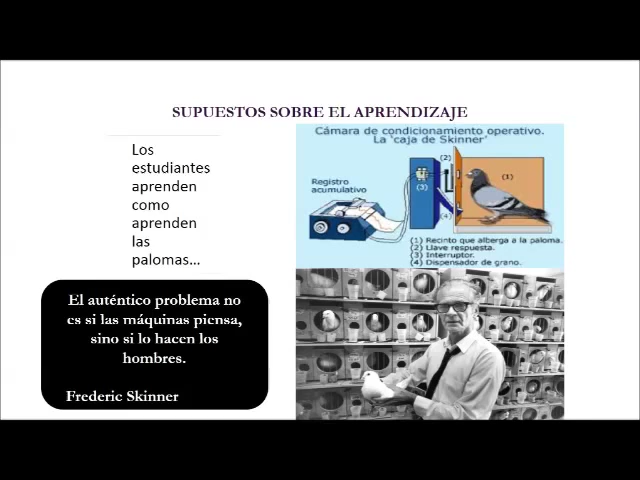 SUPUESTOS SOBRE EL APRENDIZAJE
Los
estudiantes
aprenden
como
aprenden
las
palomas...
El auténtico problema no
es si las máquinas piensa,
sino si lo hacen los
hombres.
Frederic Skinner
Cámara de condicionamiento operativo.
La 'caja de Skinner'
Registro
acumulativo
(1)
(2)
(3)
(4)
(1) Recinto que alberga a la paloma.
(2) Llave respuesta.
(3) Interruptor.
(4) Dispensador de grano.